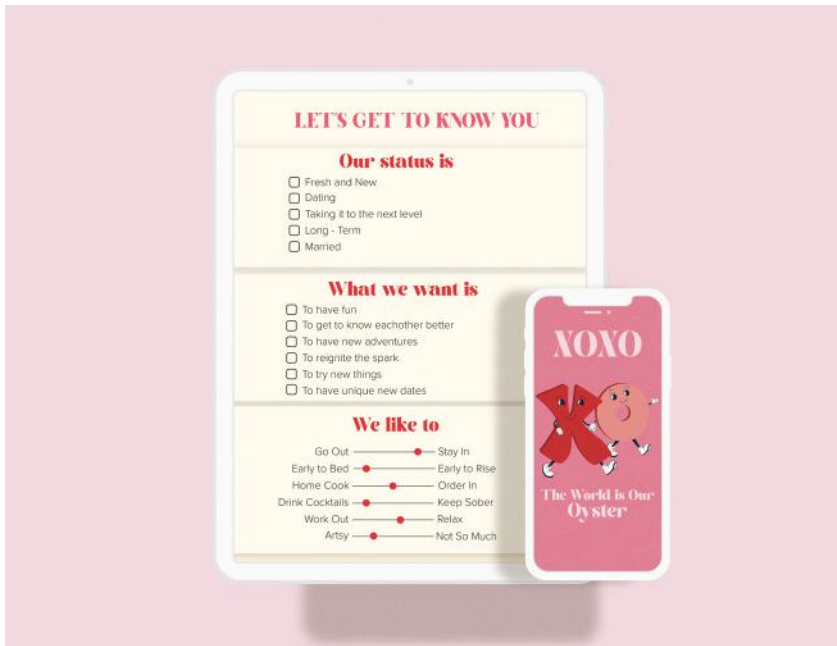 LET'S GET TO KNOW YOU
Our status is
Fresh and New
Dating
Taking it to the next level
Long - Term
Married
What we want is
To have fun
To get to know eachother better
To have new adventures
To reignite the spark
To try new things
To have unique new dates
We like to
Go Out Stay In
Early to Bed Early to Rise
Home Cook Order In
Drink Cocktails Keep Sober
Work Out Relax
Artsy Not So Much
XOXO
XO
The World is Our
Oyster